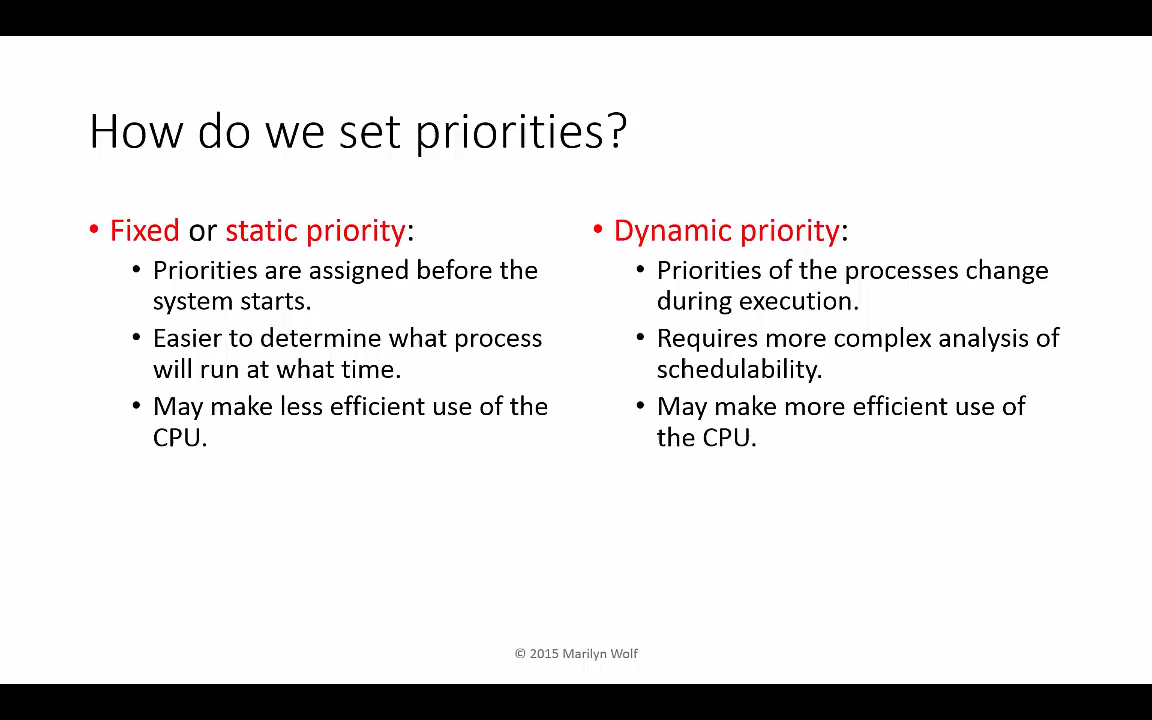 How do we set priorities?
• Fixed or static priority:
• Priorities are assigned before the
system starts.
• Easier to determine what process
will run at what time.
• May make less efficient use of the
CPU.
• Dynamic priority:
• Priorities of the processes change
during execution.
• Requires more complex analysis of
schedulability.
• May make more efficient use of
the CPU.
© 2015 Marilyn Wolf